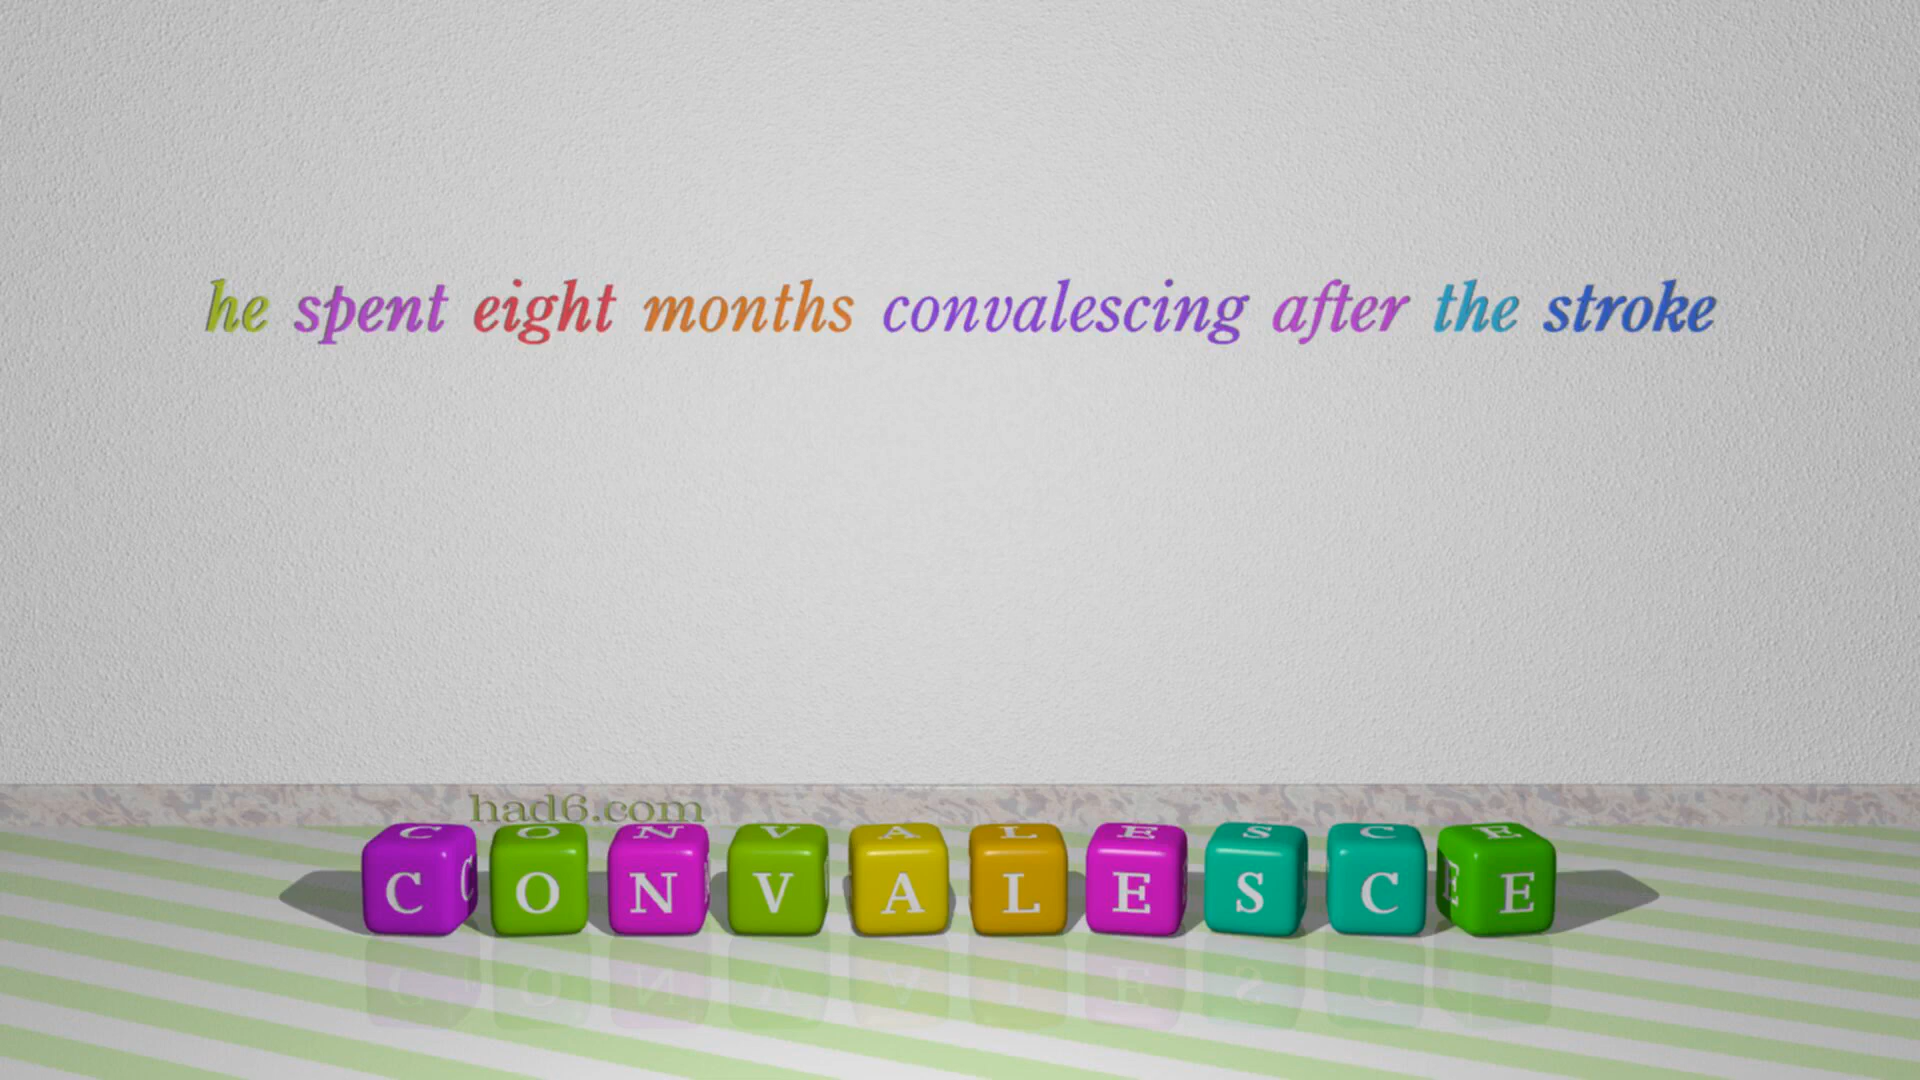 he spent eight months convalescing after the stroke
had6.com
CONVALESCE